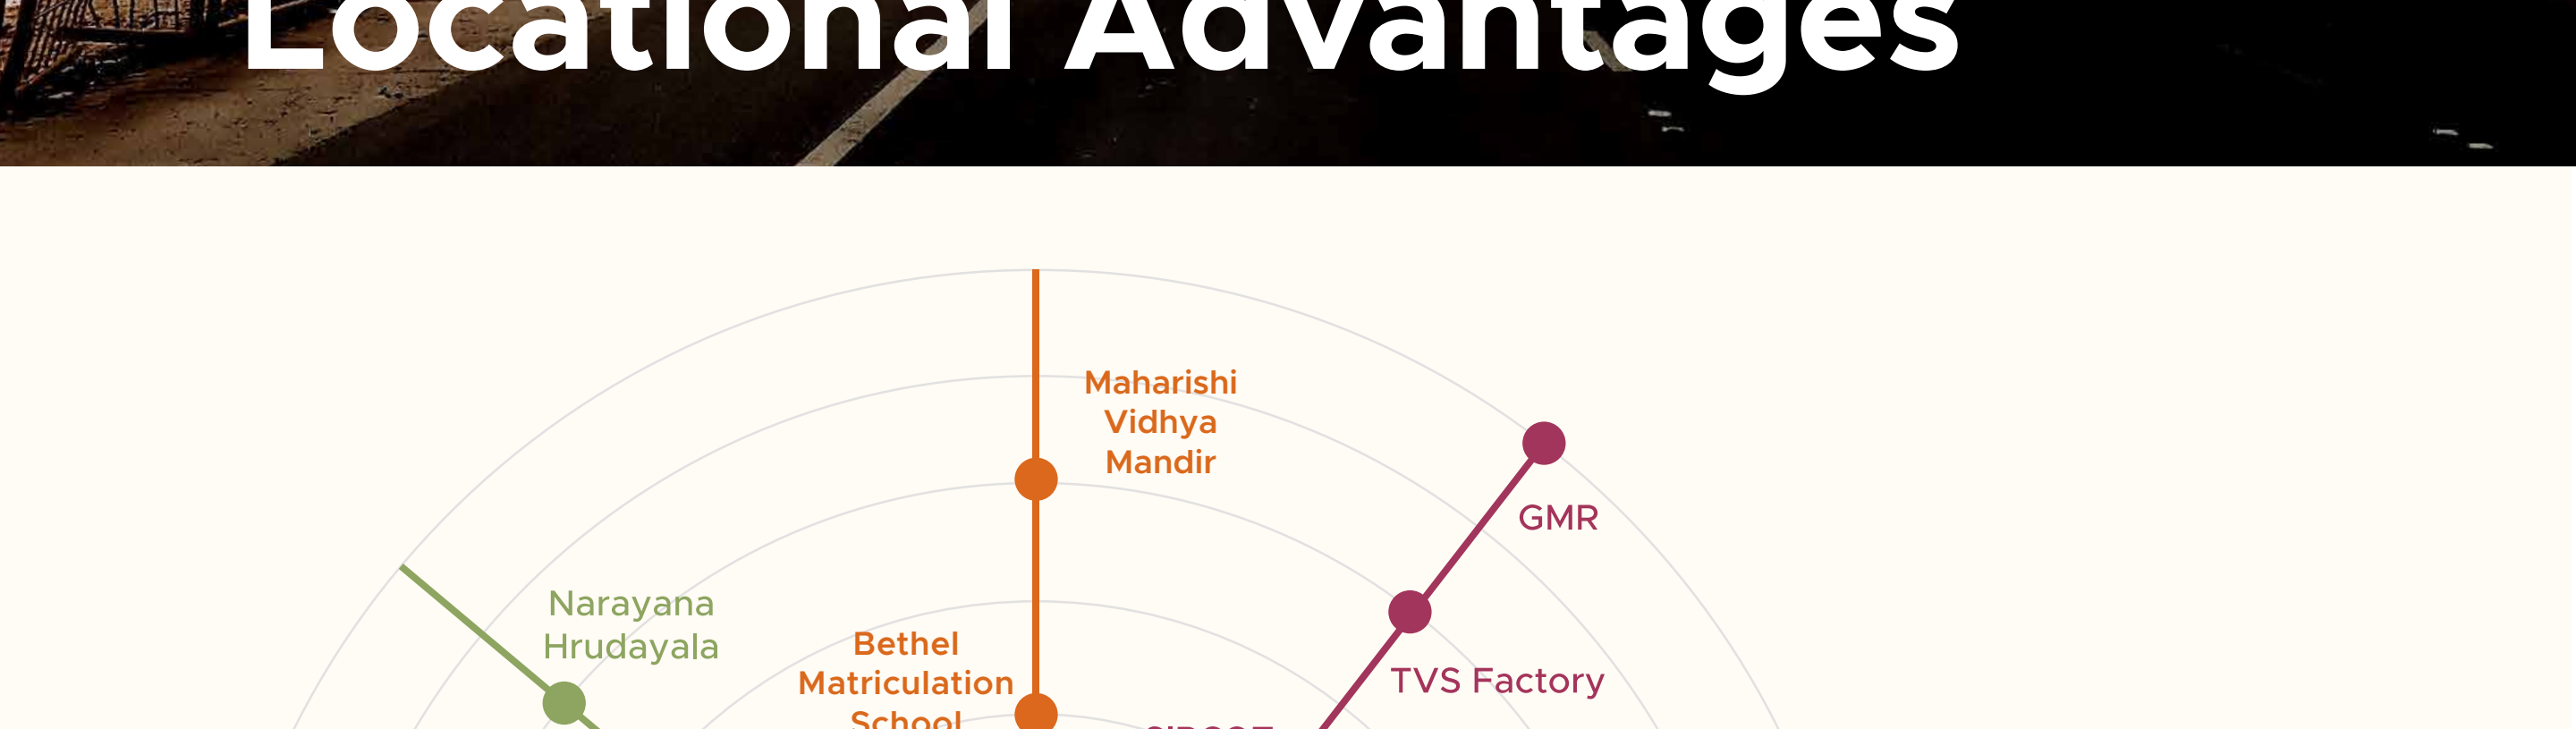 Locational Advantages
Maharishi
Vidhya
Mandir
GMR
Narayana
Hrudayala
Bethel
Matriculation
School
TVS Factory